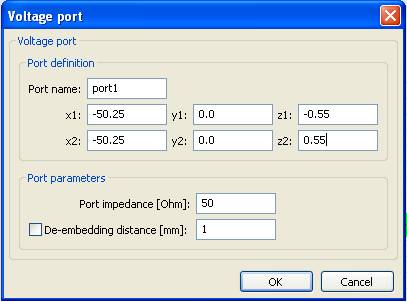 Voltage port
Voltage port
Port definition
Port name: port1
x1: -50.25 y1: 0.0 z1: -0.55
x2: -50.25 y2: 0.0 z2: 0.55
Port parameters
Port impedance [Ohm]: 50
De-embedding distance [mm]: 1
OK Cancel